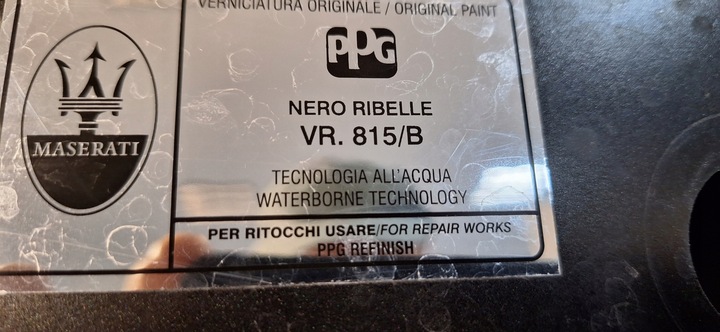 VERNICIATURA ORIGINALE / ORIGINAL PAINT
PPG
NERO RIBELLE
VR. 815/B
MASERATI
TECNOLOGIA ALL'ACQUA
WATERBORNE TECHNOLOGY
PER RITOCCHI USARE/FOR REPAIR WORKS
PPG REFINISH